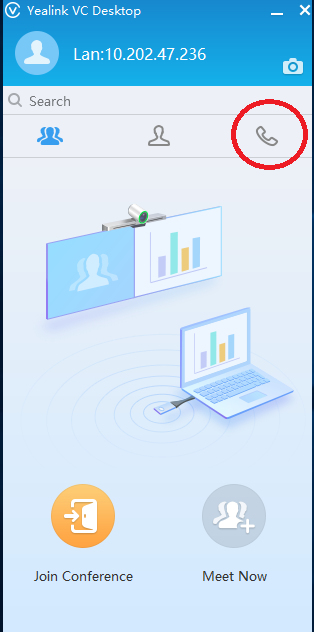 Yealink VC Desktop
Lan:10.202.47.236
Search
Join Conference
Meet Now